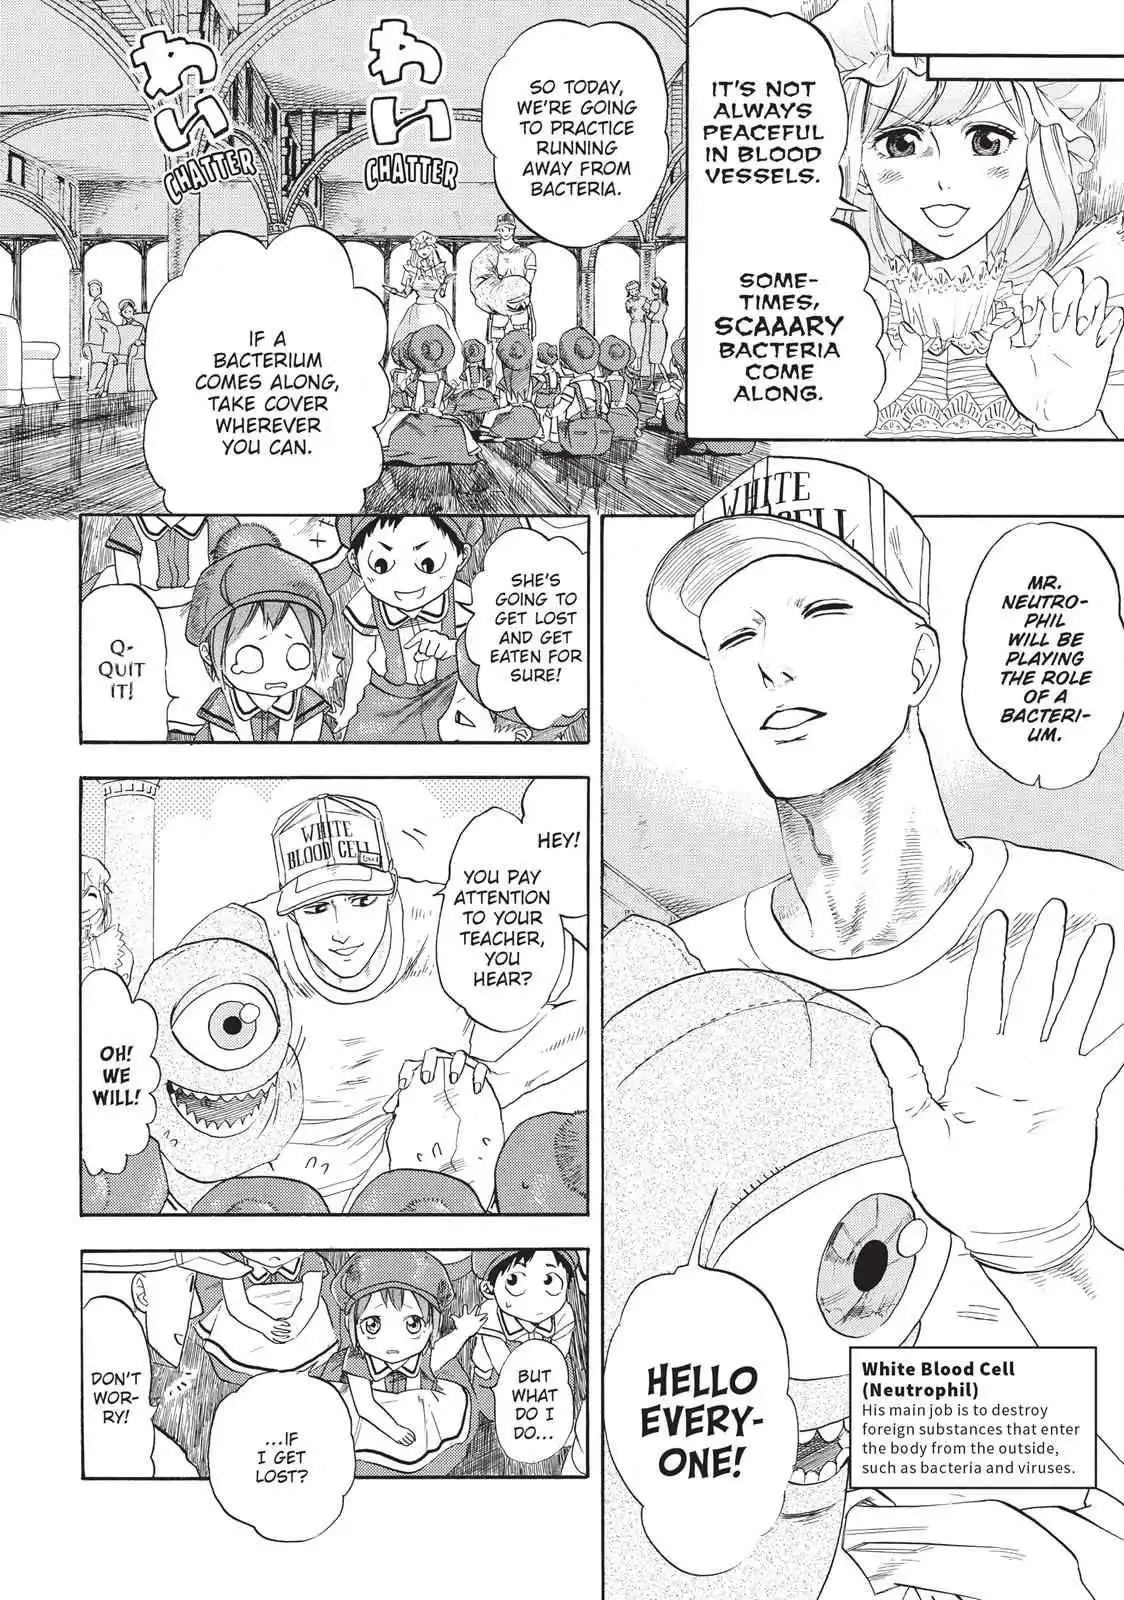 IT'S NOT
ALWAYS
PEACEFUL
IN BLOOD
VESSELS.
SOME-
TIMES,
SCAAARY
BACTERIA
COME
ALONG.
SO TODAY,
WE'RE GOING
TO PRACTICE
RUNNING
AWAY FROM
BACTERIA.
わい
CHATTER
わい
CHATTER
IF A
BACTERIUM
COMES ALONG,
TAKE COVER
WHEREVER
YOU CAN.
MR.
NEUTRO-
PHIL
WILL BE
PLAYING
THE ROLE
OF A
BACTERI-
UM.
WHITE
CELL
HELLO
EVERY-
ONE!
White Blood Cell
(Neutrophil)
His main job is to destroy
foreign substances that enter
the body from the outside,
such as bacteria and viruses.
SHE'S
GOING TO
GET LOST
AND GET
EATEN FOR
SURE!
Q-
QUIT
IT!
HEY!
YOU PAY
ATTENTION
TO YOUR
TEACHER,
YOU
HEAR?
WHITE
BLOOD CELL
OH!
WE
WILL!
BUT
WHAT
DO I
DO...
...IF
I GET
LOST?
DON'T
WOR-
RY!